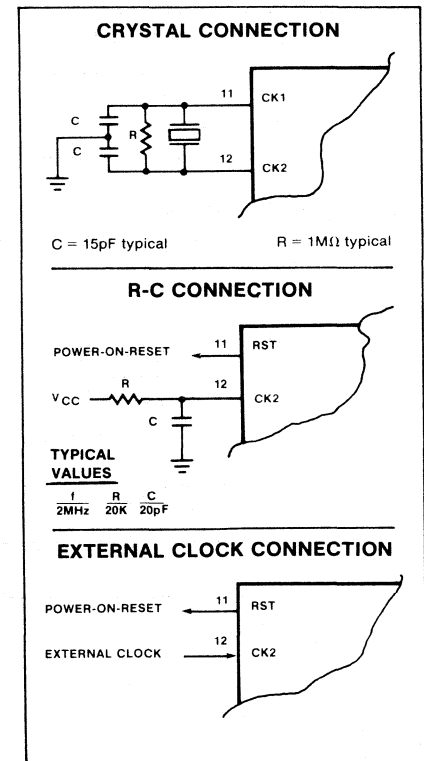 CRYSTAL CONNECTION
11
CK1
C
R
C
12
CK2
C = 15pF typical R = 1MΩ typical
R-C CONNECTION
11
RST
POWER-ON-RESET
R
12
VCC
CK2
C
TYPICAL
VALUES
f R C
2MHz 20K 20pF
EXTERNAL CLOCK CONNECTION
11
POWER-ON-RESET
RST
12
EXTERNAL CLOCK
CK2